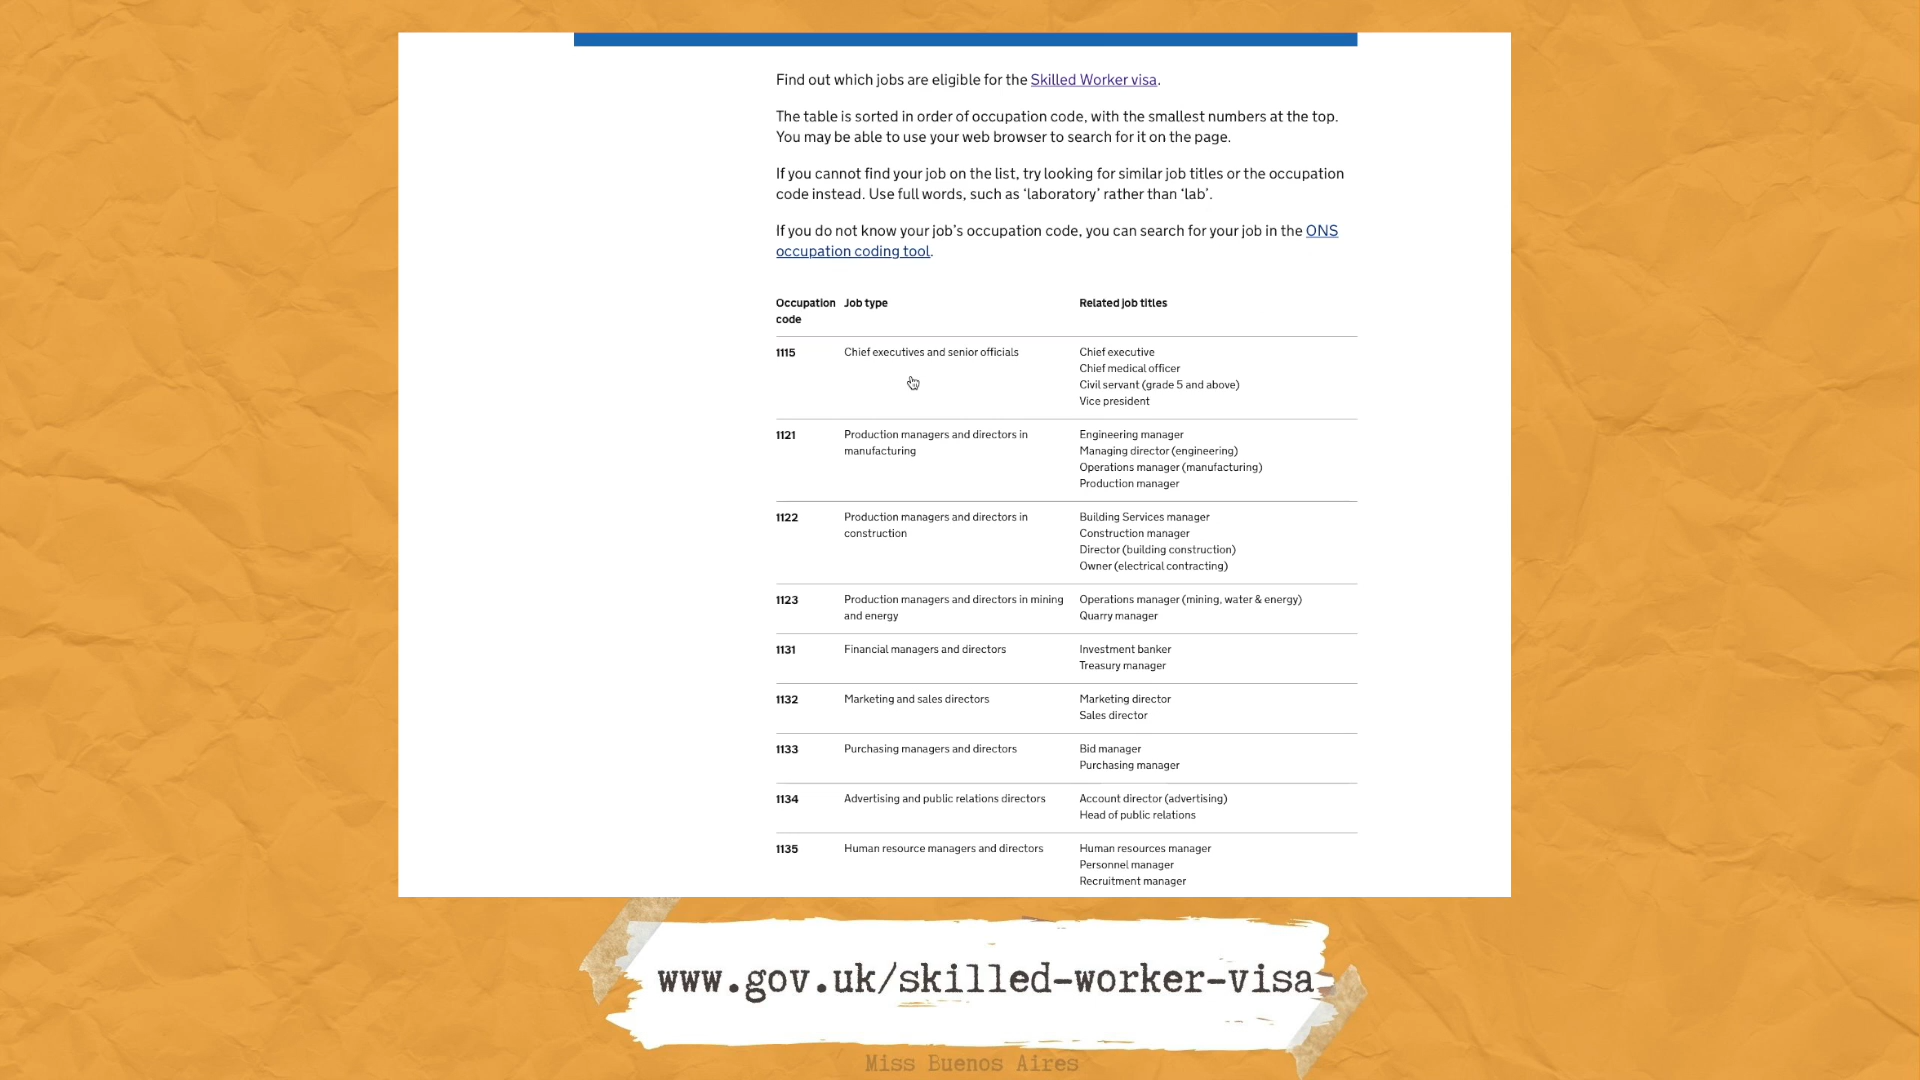 Find out which jobs are eligible for the Skilled Worker visa.
The table is sorted in order of occupation code, with the smallest numbers at the top.
You may be able to use your web browser to search for it on the page.
If you cannot find your job on the list, try looking for similar job titles or the occupation
code instead. Use full words, such as ‘laboratory’ rather than ‘lab’.
If you do not know your job’s occupation code, you can search for your job in the ONS
occupation coding tool.
Occupation code Job type Related job titles
1115 Chief executives and senior officials Chief executive
Chief medical officer
Civil servant (grade 5 and above)
Vice president
1121 Production managers and directors in manufacturing Engineering manager
Managing director (engineering)
Operations manager (manufacturing)
Production manager
1122 Production managers and directors in construction Building Services manager
Construction manager
Director (building construction)
Owner (electrical contracting)
1123 Production managers and directors in mining and energy Operations manager (mining, water & energy)
Quarry manager
1131 Financial managers and directors Investment banker
Treasury manager
1132 Marketing and sales directors Marketing director
Sales director
1133 Purchasing managers and directors Bid manager
Purchasing manager
1134 Advertising and public relations directors Account director (advertising)
Head of public relations
1135 Human resource managers and directors Human resources manager
Personnel manager
Recruitment manager
www.gov.uk/skilled-worker-visa
Miss Buenos Aires